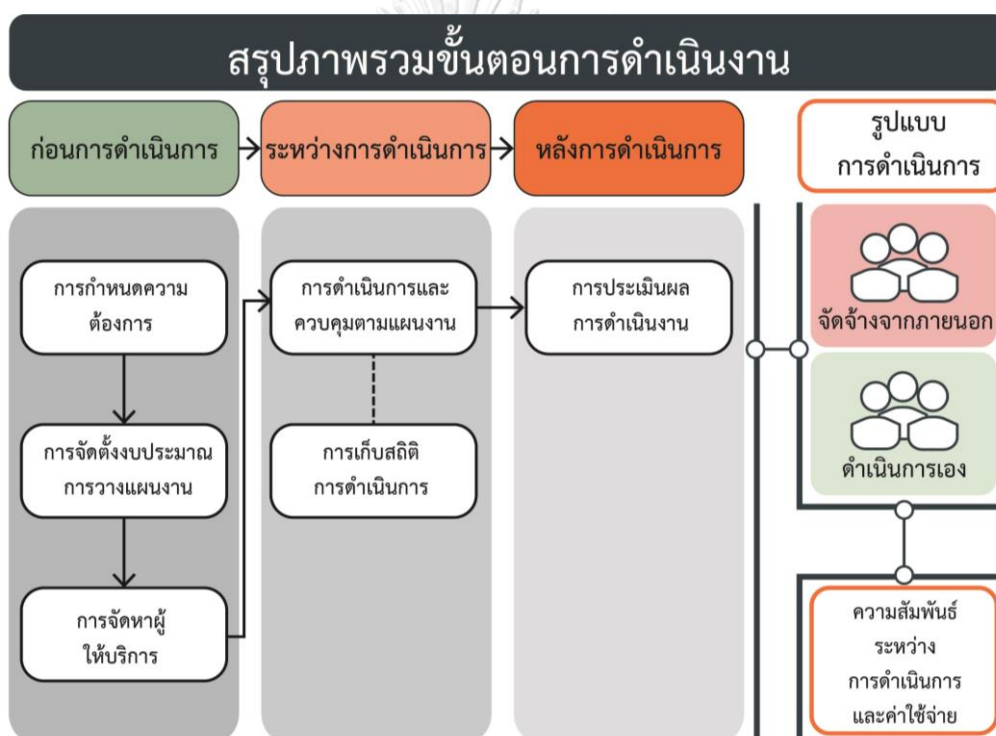 สรุปภาพรวมขั้นตอนการดำเนินงาน
ก่อนการดำเนินการ
ระหว่างการดำเนินการ
หลังการดำเนินการ
รูปแบบ
การดำเนินการ
การกำหนดความ
ต้องการ
การจัดตั้งงบประมาณ
การวางแผนงาน
การจัดหาผู้
ให้บริการ
การดำเนินการและ
ควบคุมตามแผนงาน
การเก็บสถิติ
การดำเนินการ
การประเมินผล
การดำเนินงาน
จัดจ้างจากภายนอก
ดำเนินการเอง
ความสัมพันธ์
ระหว่าง
การดำเนินการ
และค่าใช้จ่าย